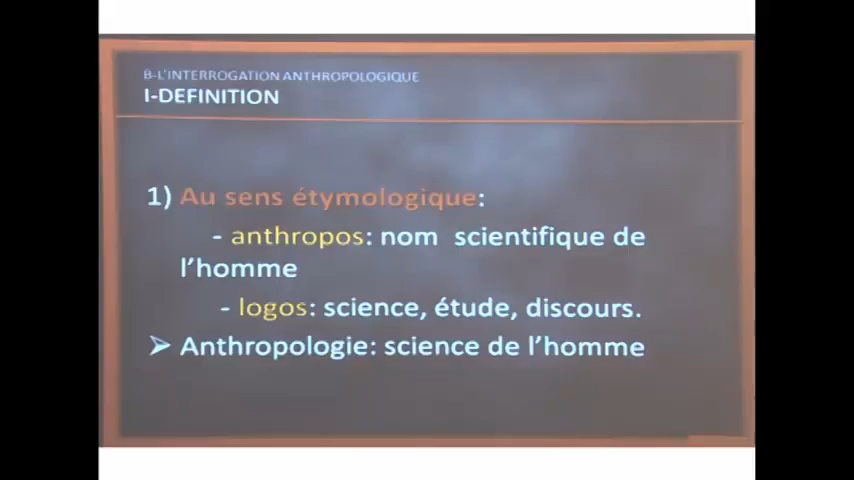 B-L'INTERROGATION ANTHROPOLOGIQUE
I-DEFINITION
1) Au sens étymologique:
- anthropos: nom scientifique de
l'homme
- logos: science, étude, discours.
➢ Anthropologie: science de l'homme